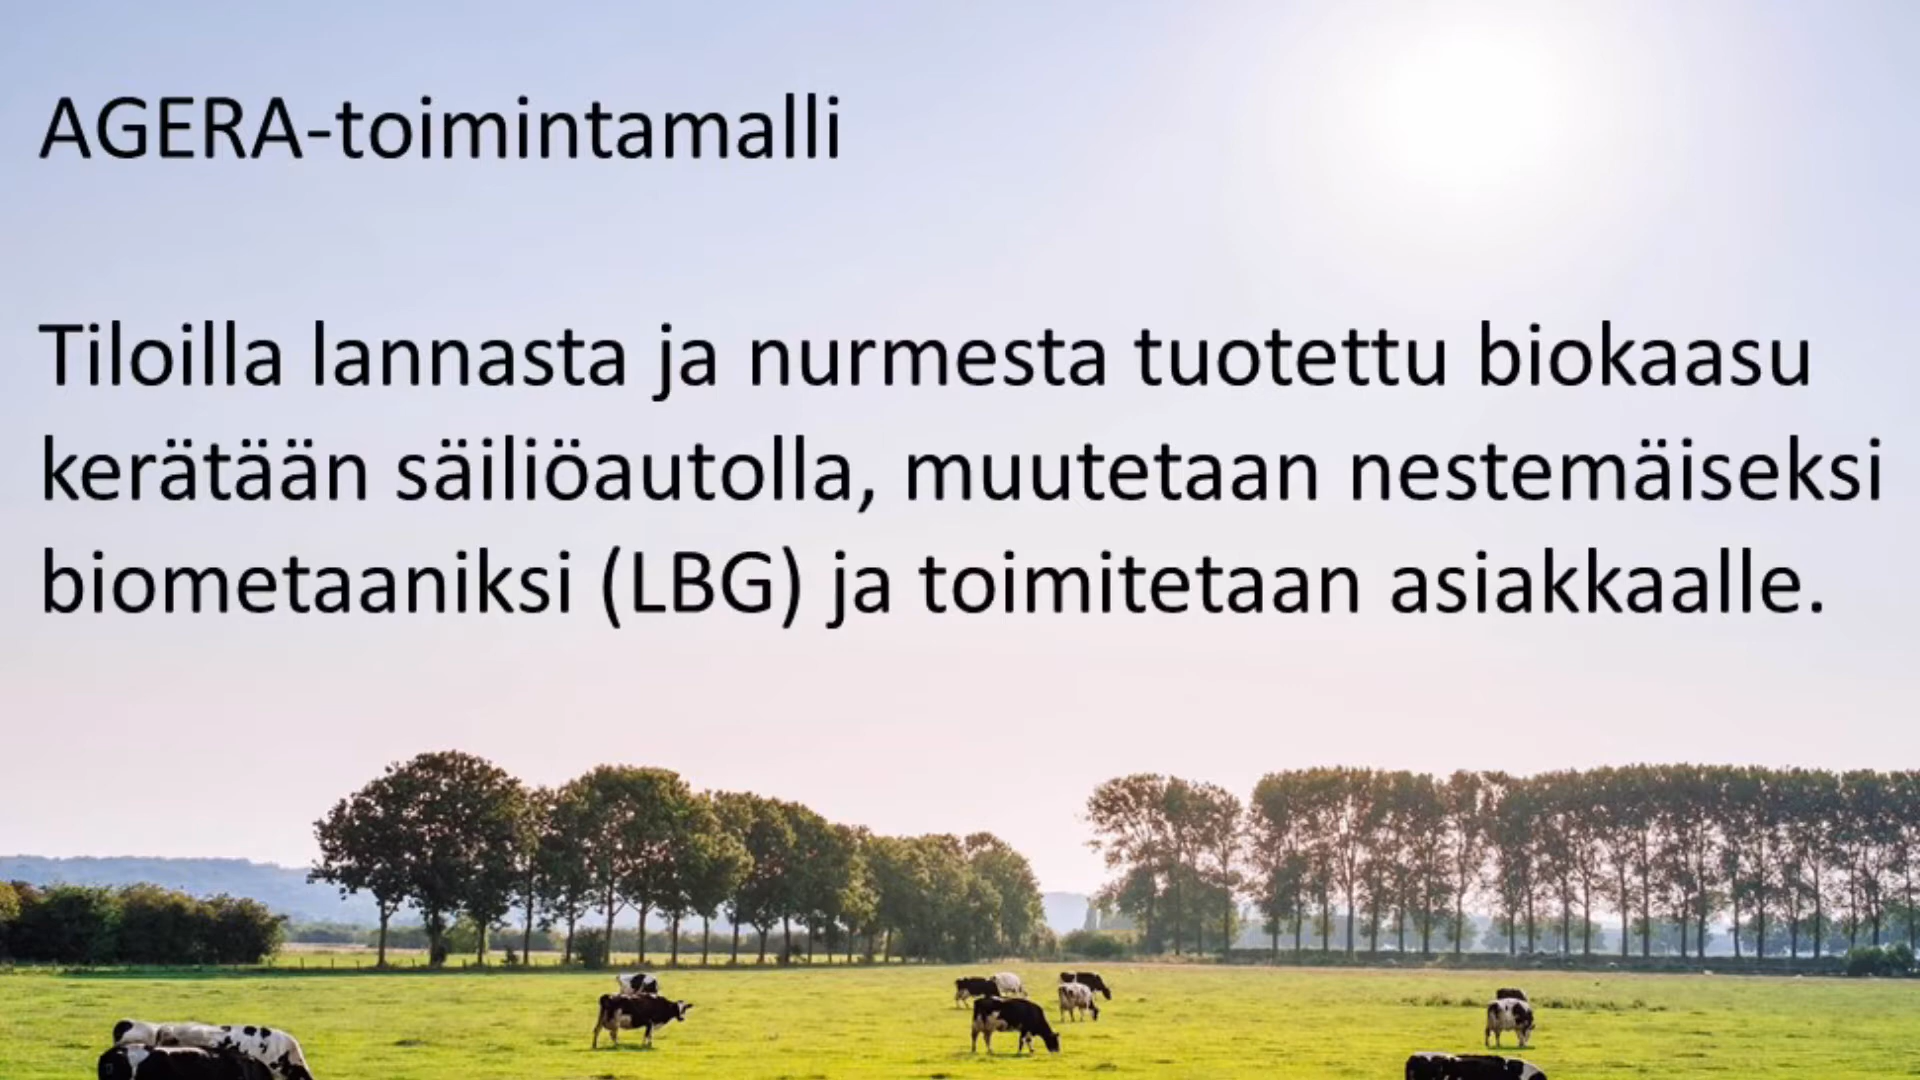 AGERA-toimintamalli
Tiloilla lannasta ja nurmesta tuotettu biokaasu
kerätään säiliöautolla, muutetaan nestemäiseksi
biometaaniksi (LBG) ja toimitetaan asiakkaalle.